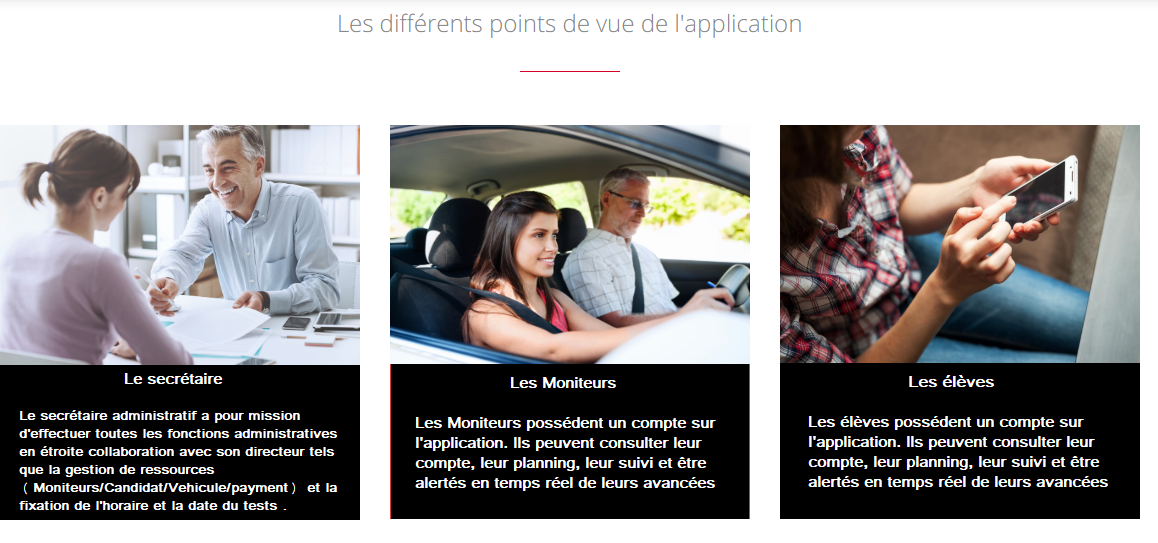 Les différents points de vue de l'application
Le secrétaire
Le secrétaire administratif a pour mission
d'effectuer toutes les fonctions administratives
en étroite collaboration avec son directeur tels
que la gestion de ressources
( Moniteurs/Candidat/Vehicule/payment) et la
fixation de l'horaire et la date du tests .
Les Moniteurs
Les Moniteurs possédent un compte sur
l'application. Ils peuvent consulter leur
compte, leur planning, leur suivi et être
alertés en temps réel de leurs avancées
Les élèves
Les élèves possédent un compte sur
l'application. Ils peuvent consulter leur
compte, leur planning, leur suivi et être
alertés en temps réel de leurs avancées